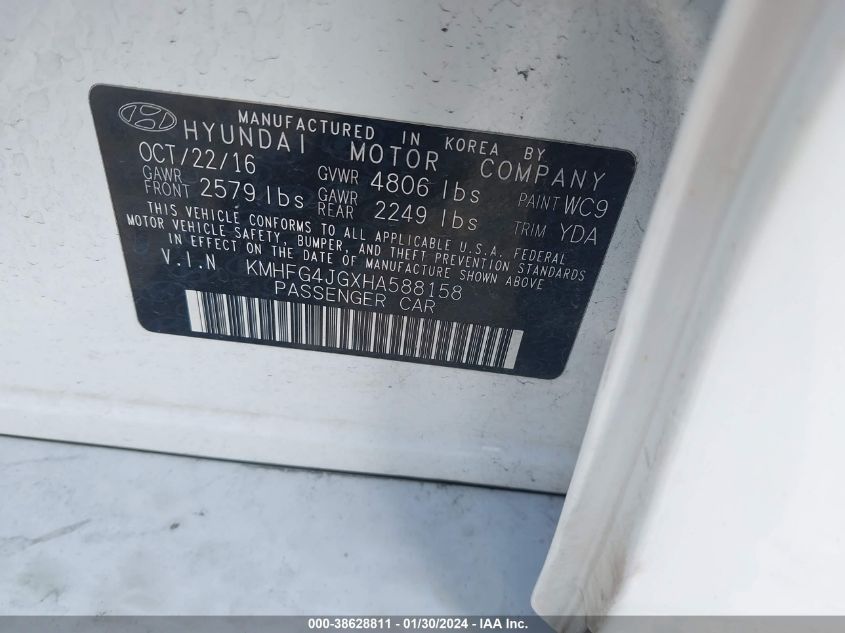 MANUFACTURED IN KOREA BY
HYUNDAI MOTOR COMPANY
OCT/22/16 GVWR 4806 lbs PAINT WC9
GAWR FRONT 2579 lbs GAWR REAR 2249 lbs TRIM YDA
THIS VEHICLE CONFORMS TO ALL APPLICABLE U.S.A. FEDERAL
MOTOR VEHICLE SAFETY, BUMPER, AND THEFT PREVENTION STANDARDS
IN EFFECT ON THE DATE OF MANUFACTURE SHOWN ABOVE
V.I.N KMHFG4JGXHA588158
PASSENGER CAR
000-38628811 - 01/30/2024 - IAA Inc.